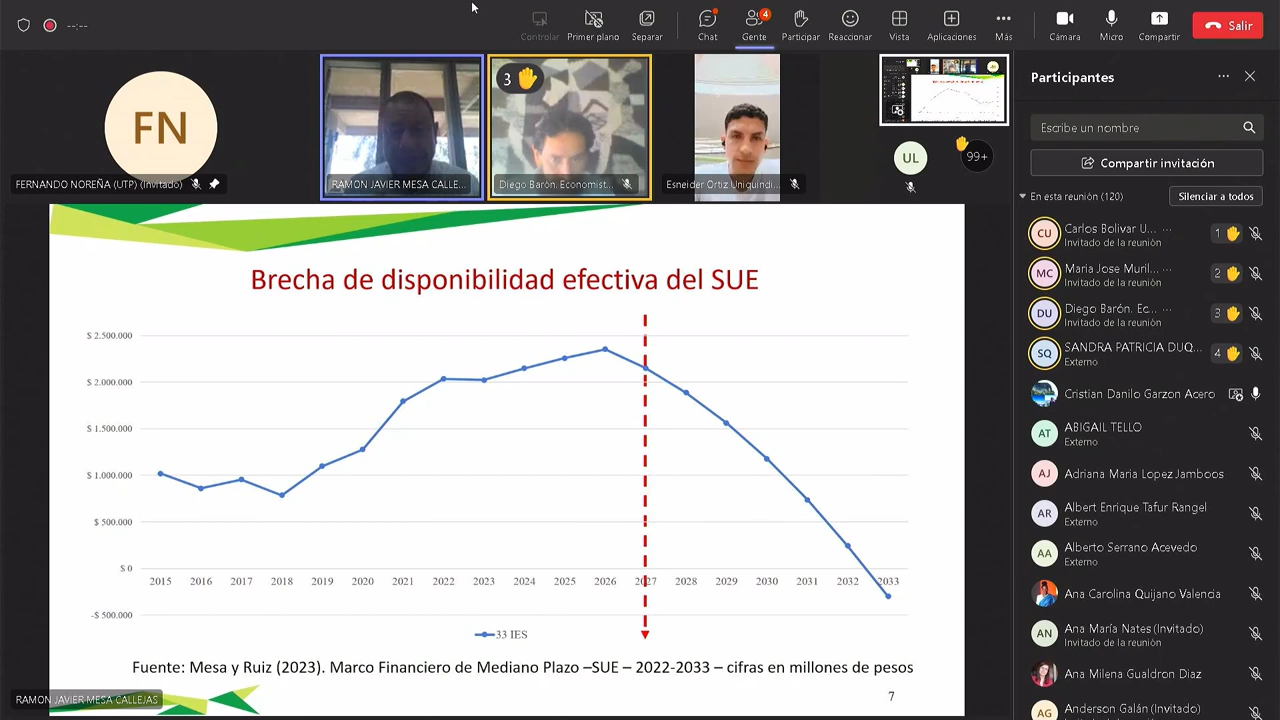 --:--
Controlar
Primer plano
Separar
Chat
4
Gente
Participar
Reaccionar
Vista
Aplicaciones
Más
Cámara
Micro
Compartir
Salir
FN
FERNANDO NOREÑA (UTP) (Invitado)
RAMON JAVIER MESA CALLE...
3
Diego Barón: Economist...
Esneider Ortiz Uniquindi...
UL
99+
Participantes
Escribe un nombre
Compartir invitación
En esta reunión (120)
Silenciar a todos
CU
Carlos Bolivar U... ...
Invitado de la reunión
1
MC
Maria Jose Muril... ...
Invitado de la reunión
2
DU
Diego Barón. Ec... ...
Invitado de la reunión
3
SQ
SANDRA PATRICIA DUQ...
Externo
4
Cristian Danilo Garzon Acero
AT
ABIGAIL TELLO
Externo
AJ
Adriana Maria Lopez Jamboos
AR
Albert Enrique Tafur Rangel
Externo
AA
Alberto Serrano Acevedo
Externo
Ana Carolina Quijano Valencia
AN
Ana María Nates (Invitado)
Externo
Ana Milena Gualdron Diaz
AG
Anderson Galán (Invitado)
Brecha de disponibilidad efectiva del SUE
$ 2.500.000
$ 2.000.000
$ 1.500.000
$ 1.000.000
$ 500.000
$ 0
-$ 500.000
2015 2016 2017 2018 2019 2020 2021 2022 2023 2024 2025 2026 2027 2028 2029 2030 2031 2032 2033
33 IES
Fuente: Mesa y Ruiz (2023). Marco Financiero de Mediano Plazo –SUE – 2022-2033 – cifras en millones de pesos
7
RAMON JAVIER MESA CALLEJAS